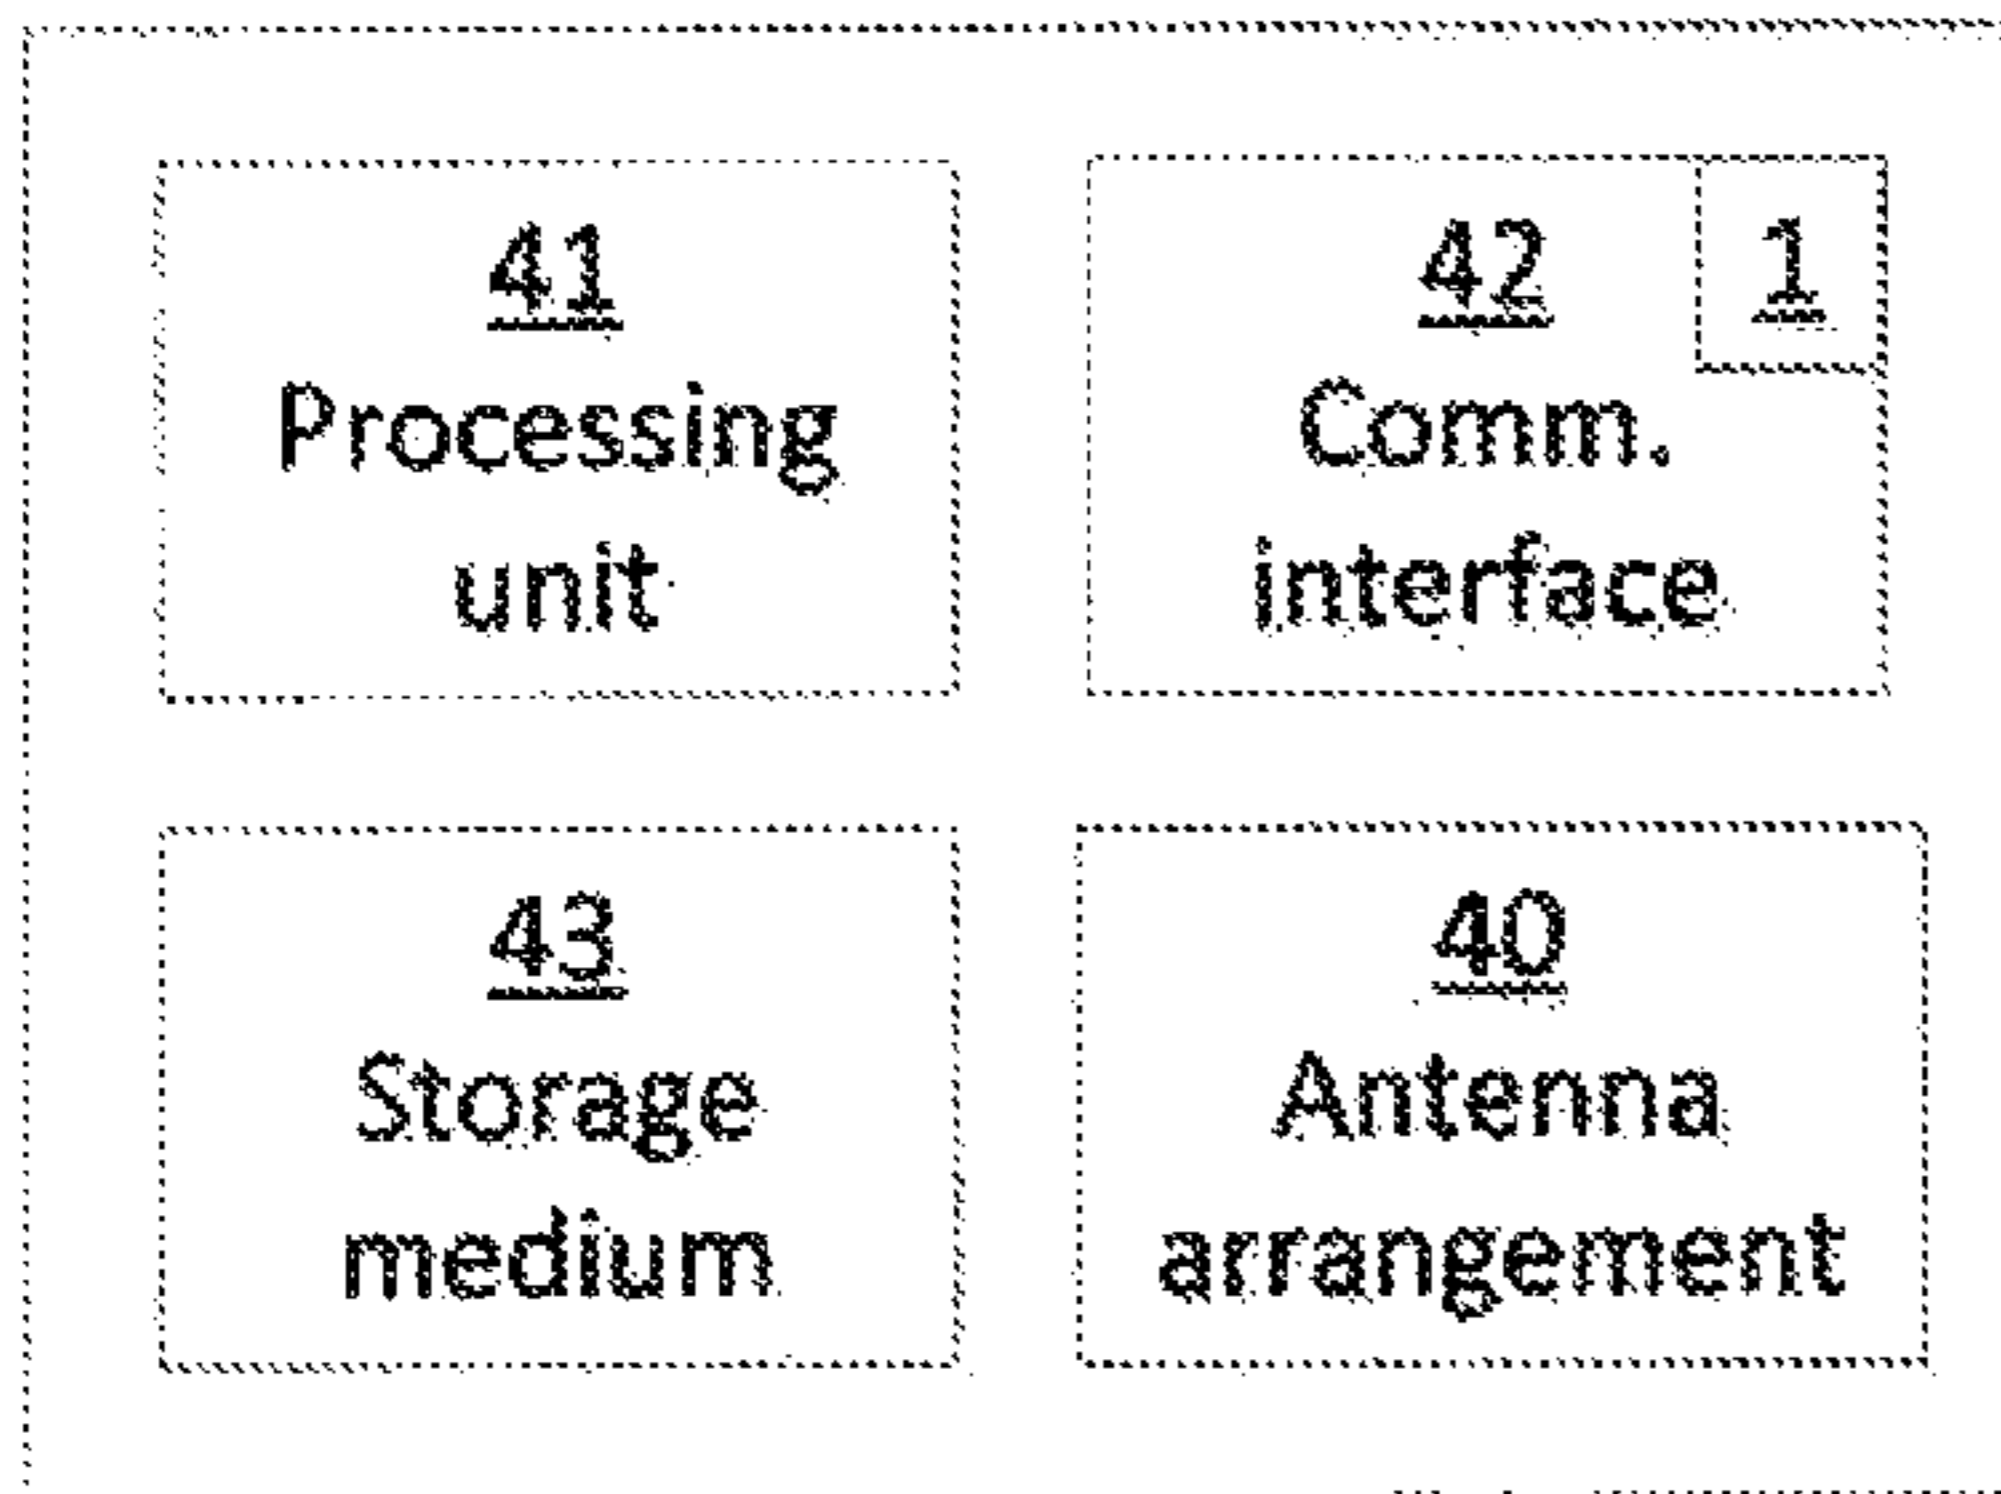 41
Processing
unit
42
1
Comm.
interface
43
Storage
medium
40
Antenna
arrangement